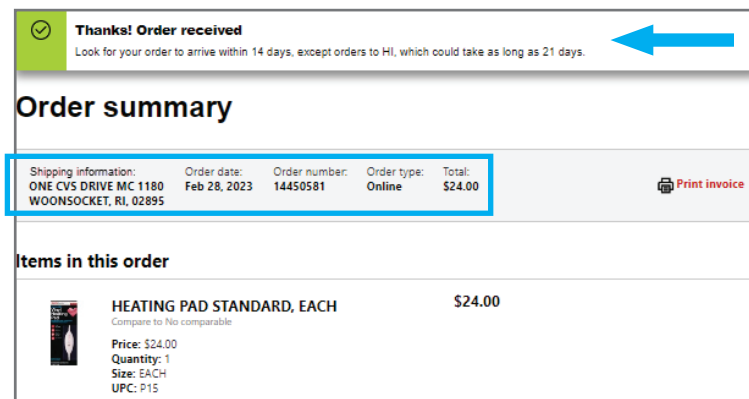 Thanks! Order received
Look for your order to arrive within 14 days, except orders to HI, which could take as long as 21 days.
Order summary
Shipping information: Order date: Order number: Order type: Total:
ONE CVS DRIVE MC 1180 Feb 28, 2023 14450581 Online $24.00
WOONSOCKET, RI, 02895
Print invoice
Items in this order
HEATING PAD STANDARD, EACH $24.00
Compare to No comparable
Price: $24.00
Quantity: 1
Size: EACH
UPC: P15